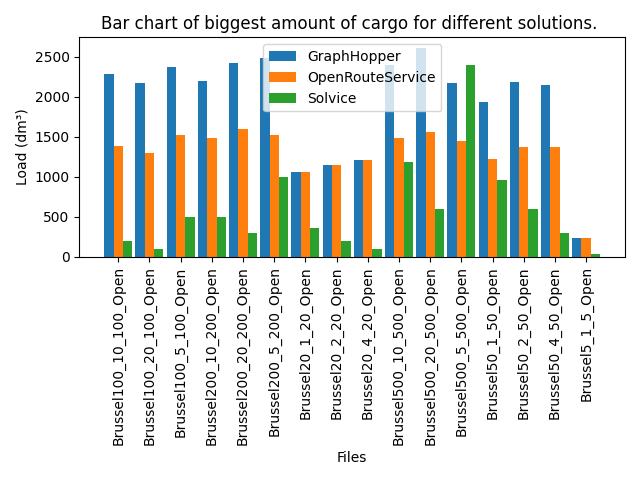 Bar chart of biggest amount of cargo for different solutions.
GraphHopper
OpenRouteService
Solvice
Load (dm³)
2500
2000
1500
1000
500
0
Brussel100_10_100_Open
Brussel100_20_100_Open
Brussel100_5_100_Open
Brussel200_10_200_Open
Brussel200_20_200_Open
Brussel200_5_200_Open
Brussel20_1_20_Open
Brussel20_2_20_Open
Brussel20_4_20_Open
Brussel500_10_500_Open
Brussel500_20_500_Open
Brussel500_5_500_Open
Brussel50_1_50_Open
Brussel50_2_50_Open
Brussel50_4_50_Open
Brussel5_1_5_Open
Files